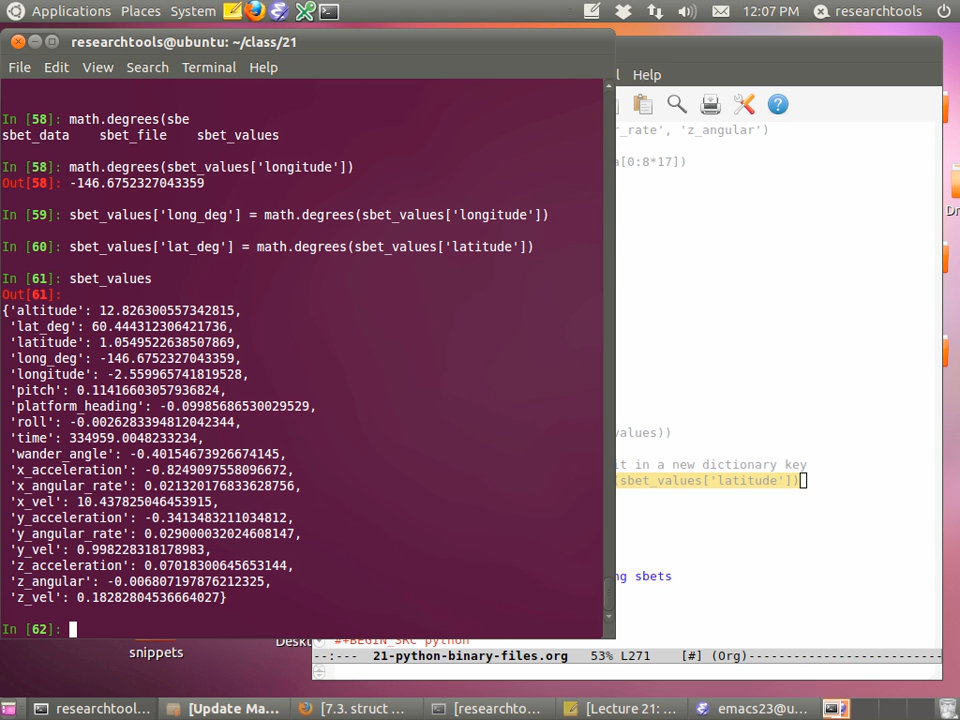 Applications Places System 12:07 PM researchtools
researchtools@ubuntu: ~/class/21
File Edit View Search Terminal Help
In [58]: math.degrees(sbe
sbet_data sbet_file sbet_values
In [58]: math.degrees(sbet_values['longitude'])
Out[58]: -146.6752327043359
In [59]: sbet_values['long_deg'] = math.degrees(sbet_values['longitude'])
In [60]: sbet_values['lat_deg'] = math.degrees(sbet_values['latitude'])
In [61]: sbet_values
Out[61]:
{'altitude': 12.826300557342815,
'lat_deg': 60.444312306421736,
'latitude': 1.0549522638507869,
'long_deg': -146.6752327043359,
'longitude': -2.559965741819528,
'pitch': 0.11416603057936824,
'platform_heading': -0.09985686530029529,
'roll': -0.0026283394812042344,
'time': 334959.0048233234,
'wander_angle': -0.40154673926674145,
'x_acceleration': -0.8249097558096672,
'x_angular_rate': 0.021320176833628756,
'x_vel': 10.437825046453915,
'y_acceleration': -0.3413483211034812,
'y_angular_rate': 0.029000032024608147,
'y_vel': 0.998228318178983,
'z_acceleration': 0.07018300645653144,
'z_angular': -0.006807197876212325,
'z_vel': 0.18282804536664027}
In [62]:
l Help
r_rate', 'z_angular')
a[0:8*17])
values))
it in a new dictionary key
(sbet_values['latitude'])
ng sbets
#+BEGIN_SRC python
--:--- 21-python-binary-files.org 53% L271 [#] (Org)--------------------------
Dr
Deskt
snippets
researchtool... [Update Ma... [7.3. struct ... [researchto... [Lecture 21: ... emacs23@u...